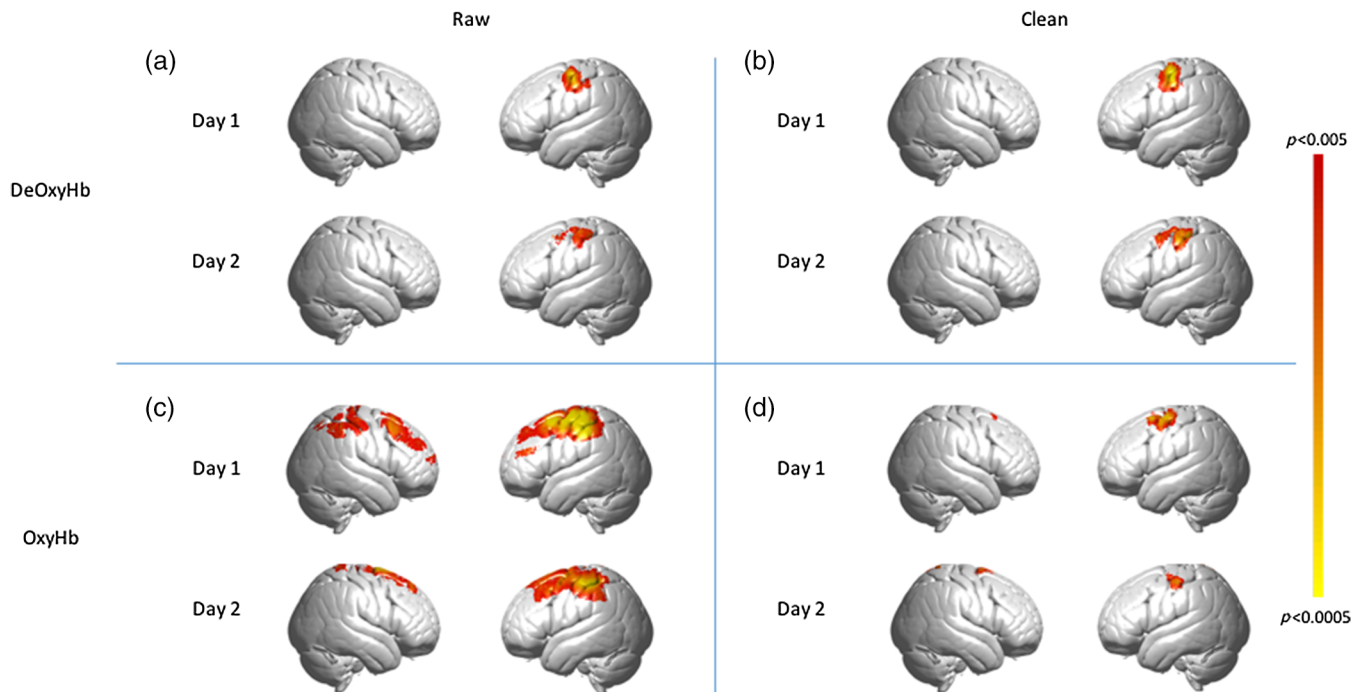 Raw
Clean
(a)
(b)
Day 1
Day 1
p<0.005
DeOxyHb
Day 2
Day 2
(c)
(d)
Day 1
Day 1
OxyHb
Day 2
Day 2
p<0.0005